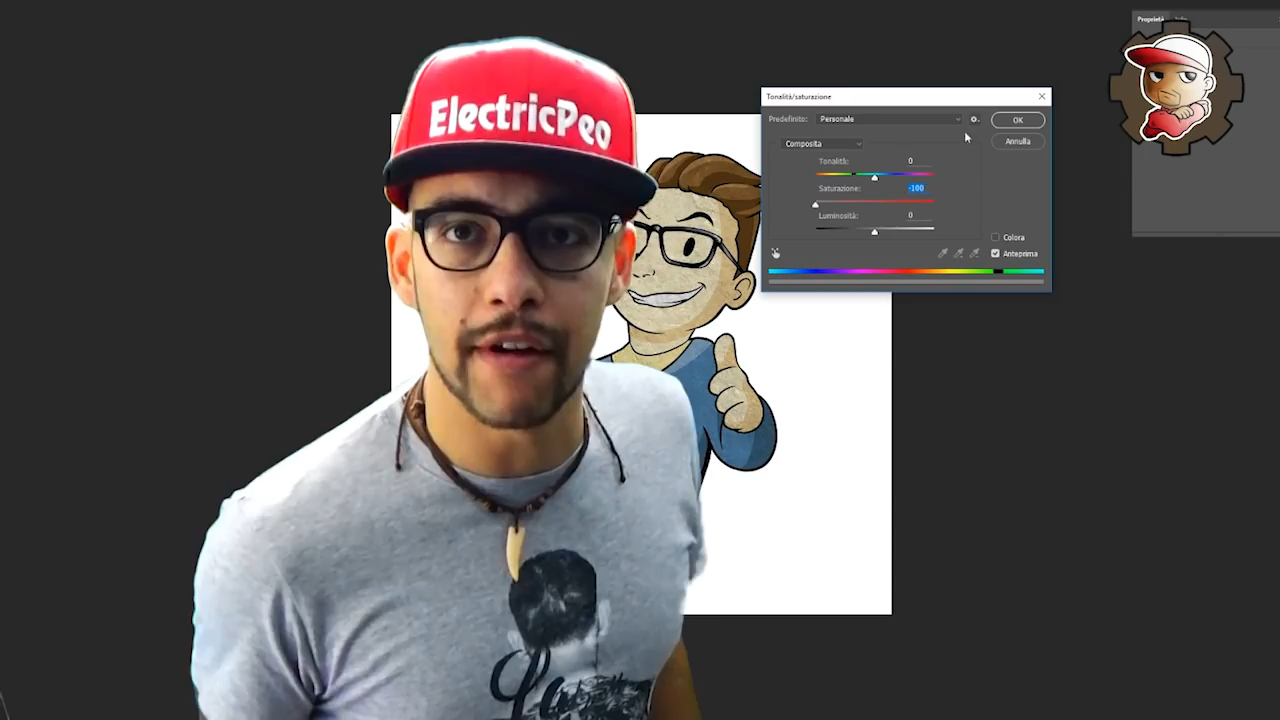 ElectricPeo
Proprietà
Tonalità/saturazione
Predefinito: Personale
OK
Annulla
Composita
Tonalità: 0
Saturazione: -100
Luminosità: 0
Colora
Anteprima